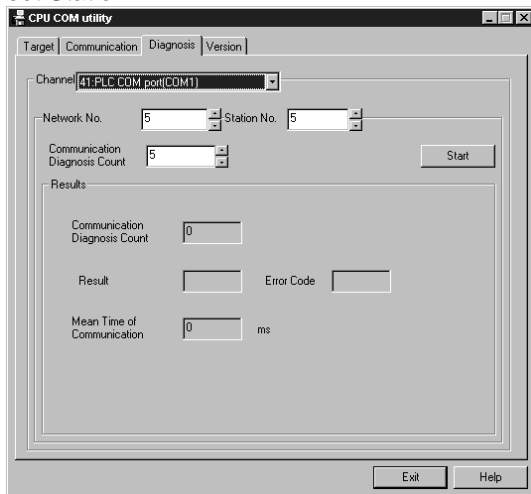 CPU COM utility
Target Communication Diagnosis Version
Channel 41:PLC COM port(COM1)
Network No. 5 Station No. 5
Communication
Diagnosis Count 5 Start
Results
Communication
Diagnosis Count 0
Result Error Code
Mean Time of
Communication 0 ms
Exit Help